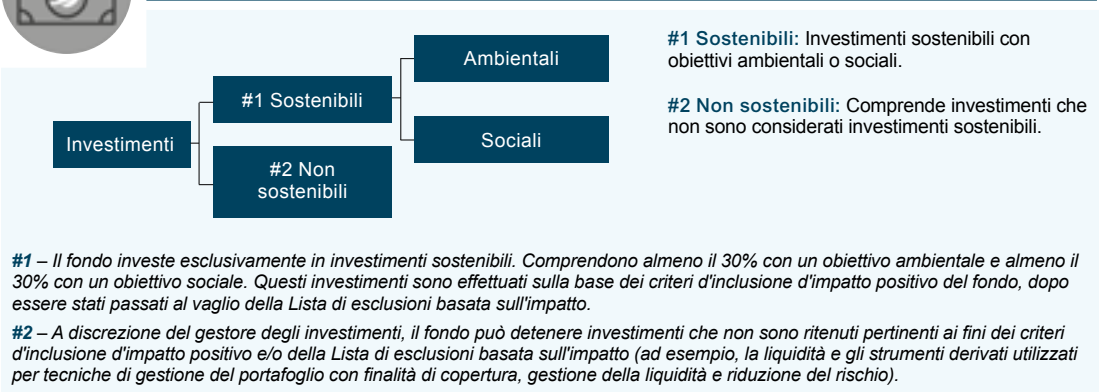 Investimenti
#1 Sostenibili
#2 Non
sostenibili
Ambientali
Sociali
#1 Sostenibili: Investimenti sostenibili con
obiettivi ambientali o sociali.
#2 Non sostenibili: Comprende investimenti che
non sono considerati investimenti sostenibili.
#1 – Il fondo investe esclusivamente in investimenti sostenibili. Comprendono almeno il 30% con un obiettivo ambientale e almeno il
30% con un obiettivo sociale. Questi investimenti sono effettuati sulla base dei criteri d'inclusione d'impatto positivo del fondo, dopo
essere stati passati al vaglio della Lista di esclusioni basata sull'impatto.
#2 – A discrezione del gestore degli investimenti, il fondo può detenere investimenti che non sono ritenuti pertinenti ai fini dei criteri
d'inclusione d'impatto positivo e/o della Lista di esclusioni basata sull'impatto (ad esempio, la liquidità e gli strumenti derivati utilizzati
per tecniche di gestione del portafoglio con finalità di copertura, gestione della liquidità e riduzione del rischio).